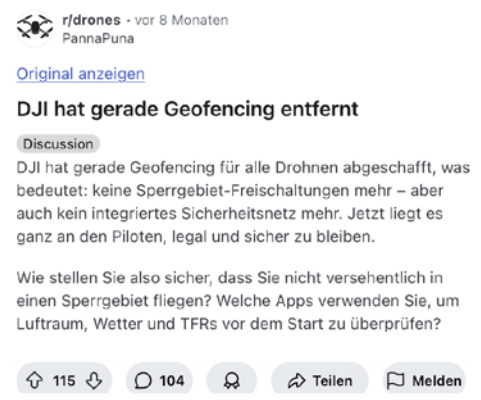 r/drones • vor 8 Monaten
PannaPuna
Original anzeigen
DJI hat gerade Geofencing entfernt
Discussion
DJI hat gerade Geofencing für alle Drohnen abgeschafft, was
bedeutet: keine Sperrgebiet-Freischaltungen mehr – aber
auch kein integriertes Sicherheitsnetz mehr. Jetzt liegt es
ganz an den Piloten, legal und sicher zu bleiben.
Wie stellen Sie also sicher, dass Sie nicht versehentlich in
einen Sperrgebiet fliegen? Welche Apps verwenden Sie, um
Luftraum, Wetter und TFRs vor dem Start zu überprüfen?
115 104 Teilen Melden